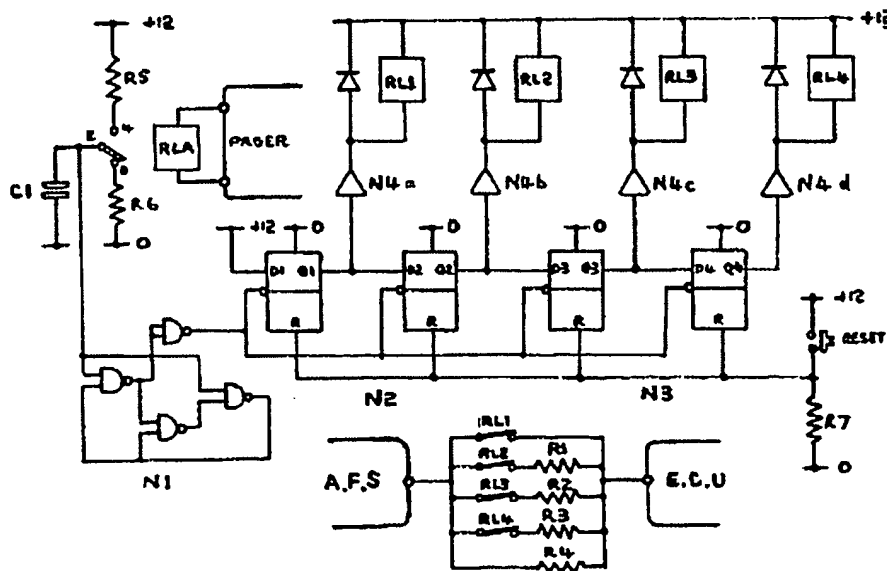 +12
R5
4
2
C1
R6
0
RLA
PAGER
RL1
RL2
RL3
RL4
N4a
N4b
N4c
N4d
+12
0
0
0
0
D1 Q1
D2 Q2
D3 Q3
D4 Q4
R
R
R
R
N1
N2
N3
+12
RESET
R7
0
A.F.S
RL1
RL2
R1
RL3
R2
RL4
R3
R4
E.C.U